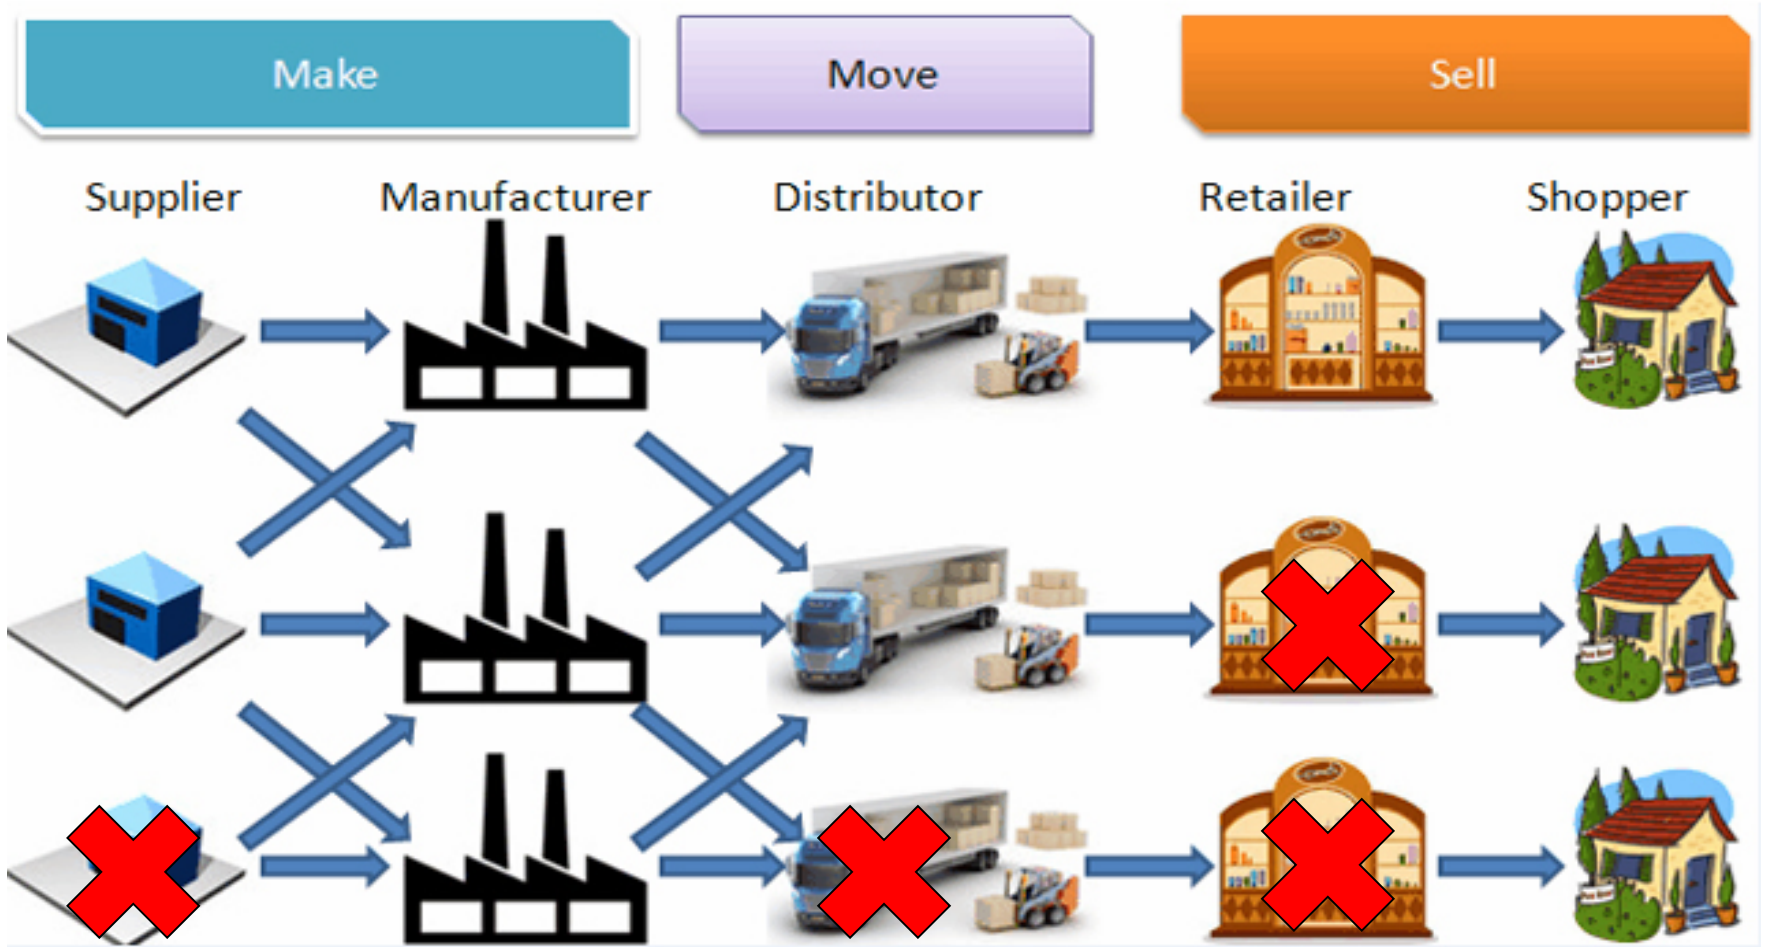 Make
Move
Sell
Supplier
Manufacturer
Distributor
Retailer
Shopper